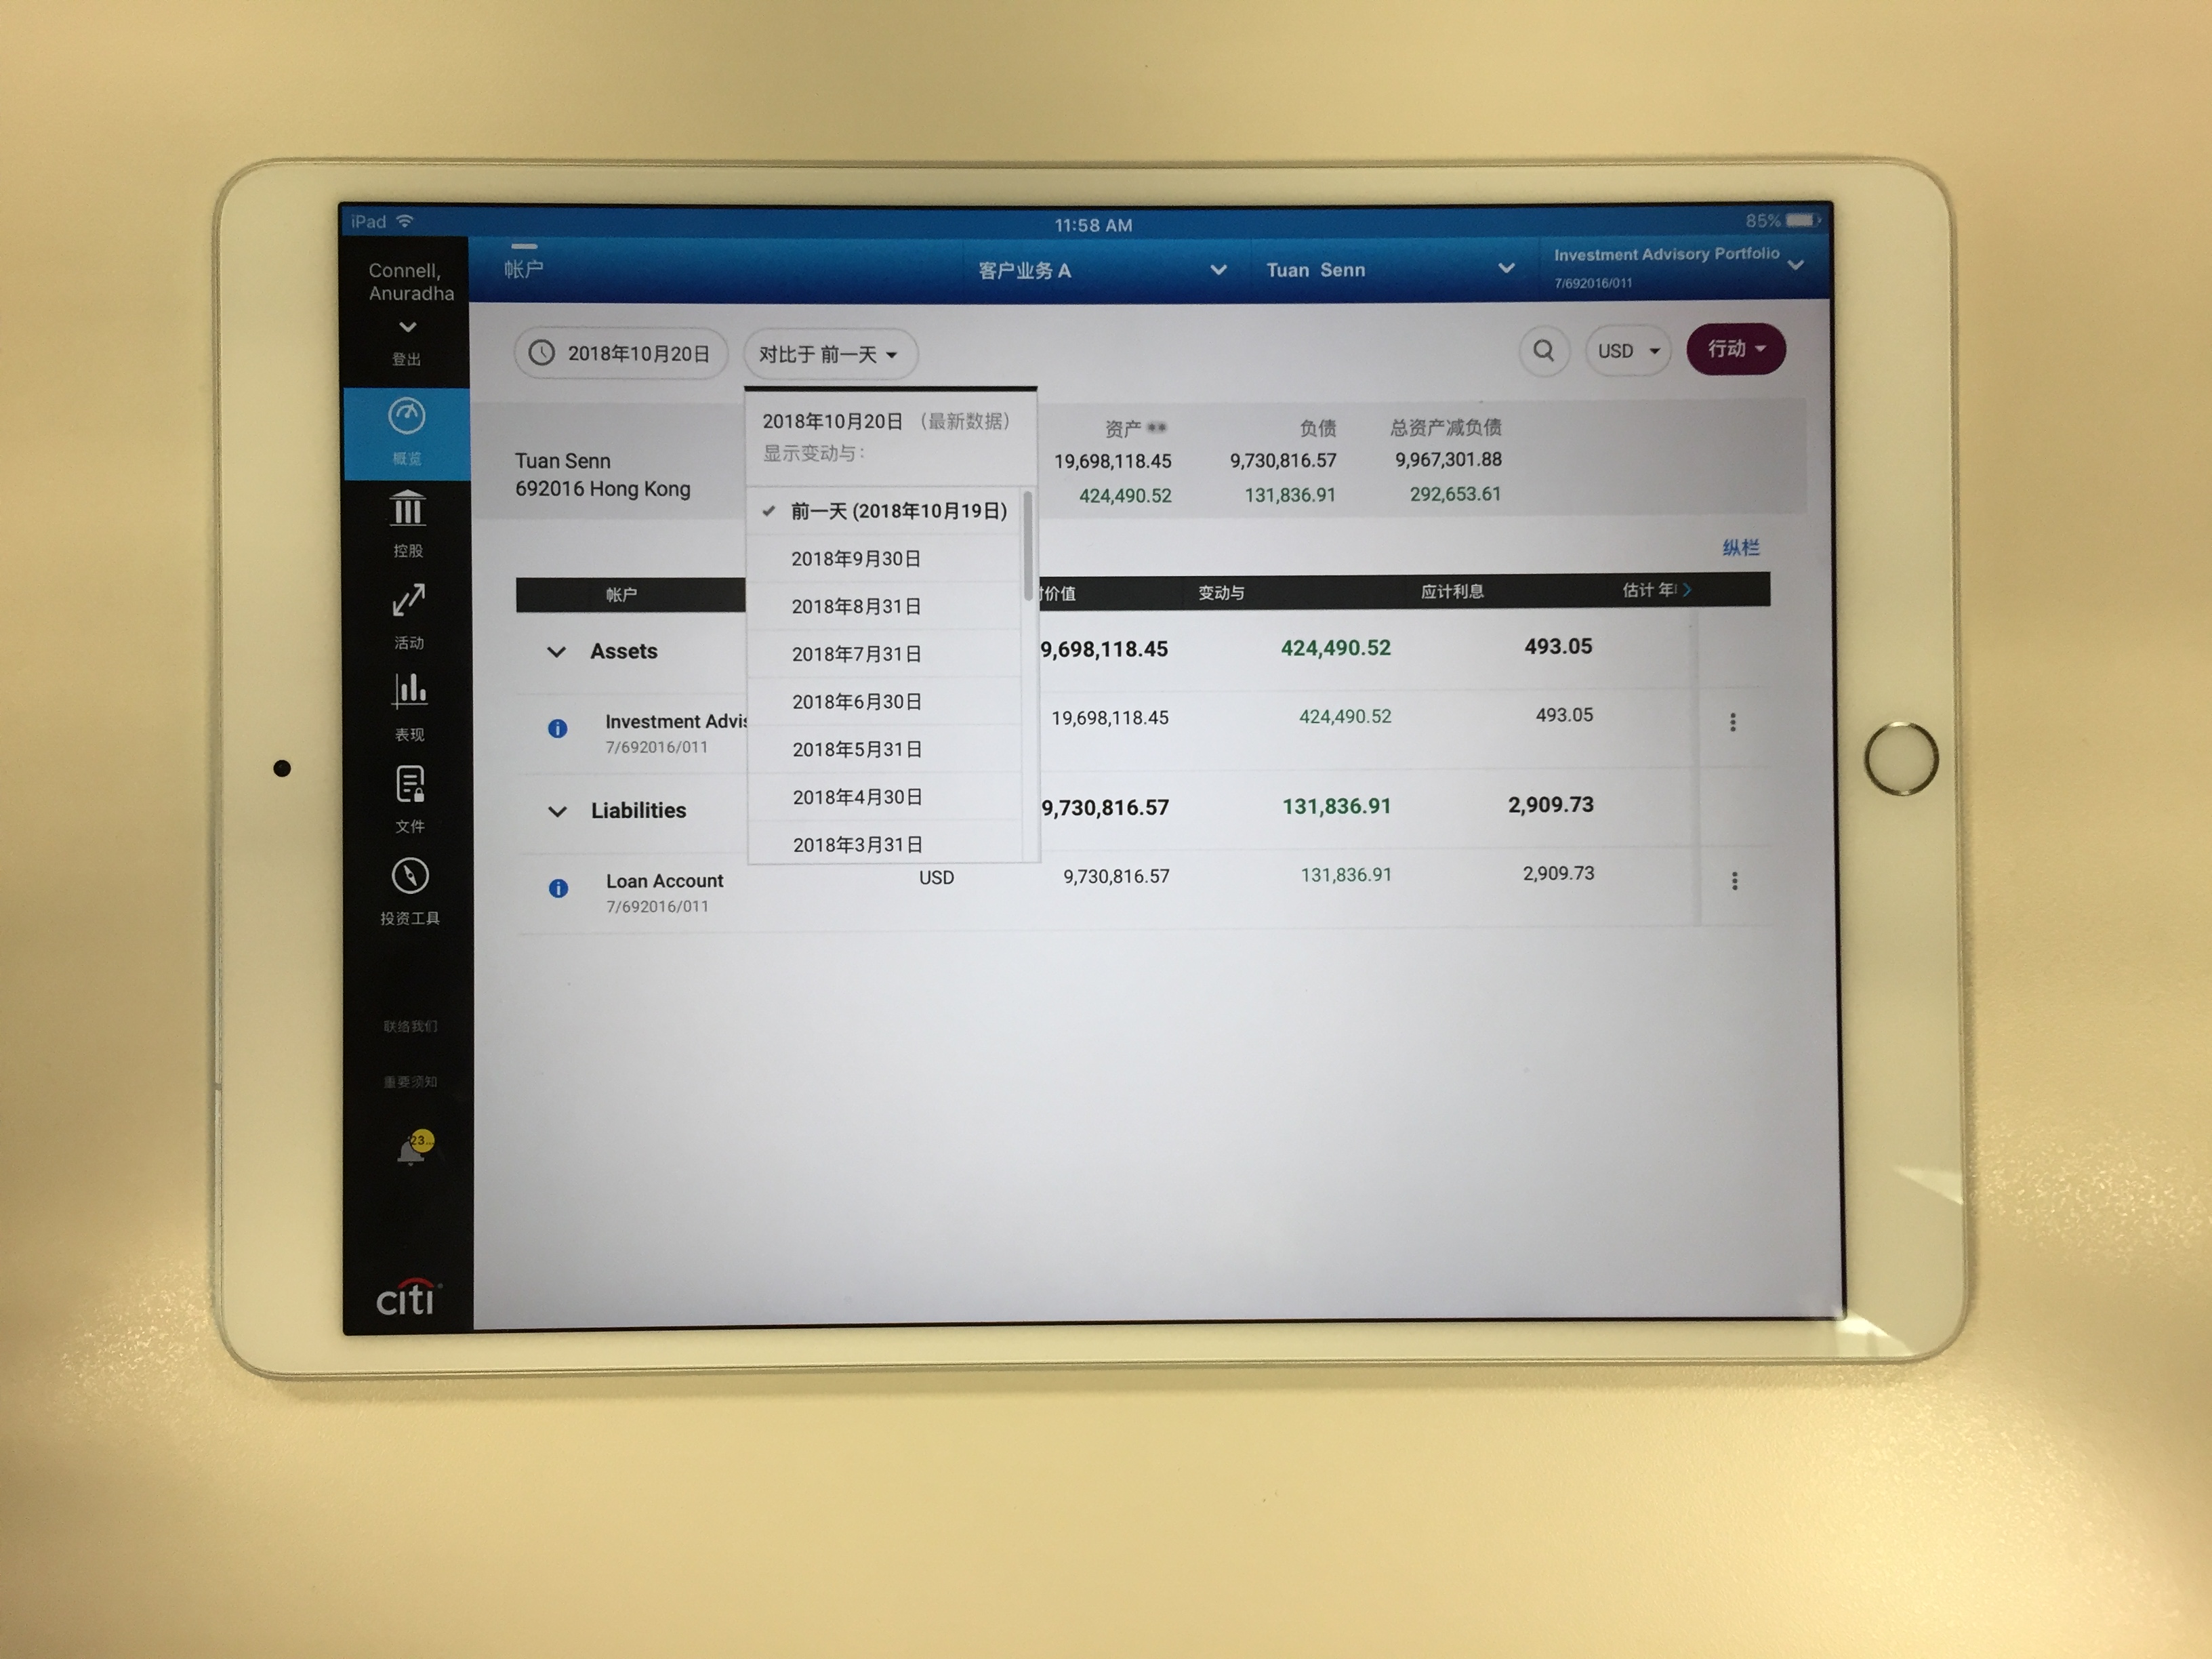 iPad
11:58 AM
85%
Connell,
Anuradha
登出
概览
控股
活动
表现
文件
投资工具
联络我们
重要须知
23...
citi
帐户
客户业务 A
Tuan Senn
Investment Advisory Portfolio
7/692016/011
2018年10月20日
对比于 前一天
USD
行动
Tuan Senn
692016 Hong Kong
2018年10月20日 (最新数据)
显示变动与:
前一天 (2018年10月19日)
2018年9月30日
2018年8月31日
2018年7月31日
2018年6月30日
2018年5月31日
2018年4月30日
2018年3月31日
资产 负债 总资产减负债
19,698,118.45 9,730,816.57 9,967,301.88
424,490.52 131,836.91 292,653.61
纵栏
帐户 价值 变动与 应计利息 估计 年
Assets 9,698,118.45 424,490.52 493.05
Investment Advis 19,698,118.45 424,490.52 493.05
7/692016/011
Liabilities 9,730,816.57 131,836.91 2,909.73
Loan Account USD 9,730,816.57 131,836.91 2,909.73
7/692016/011